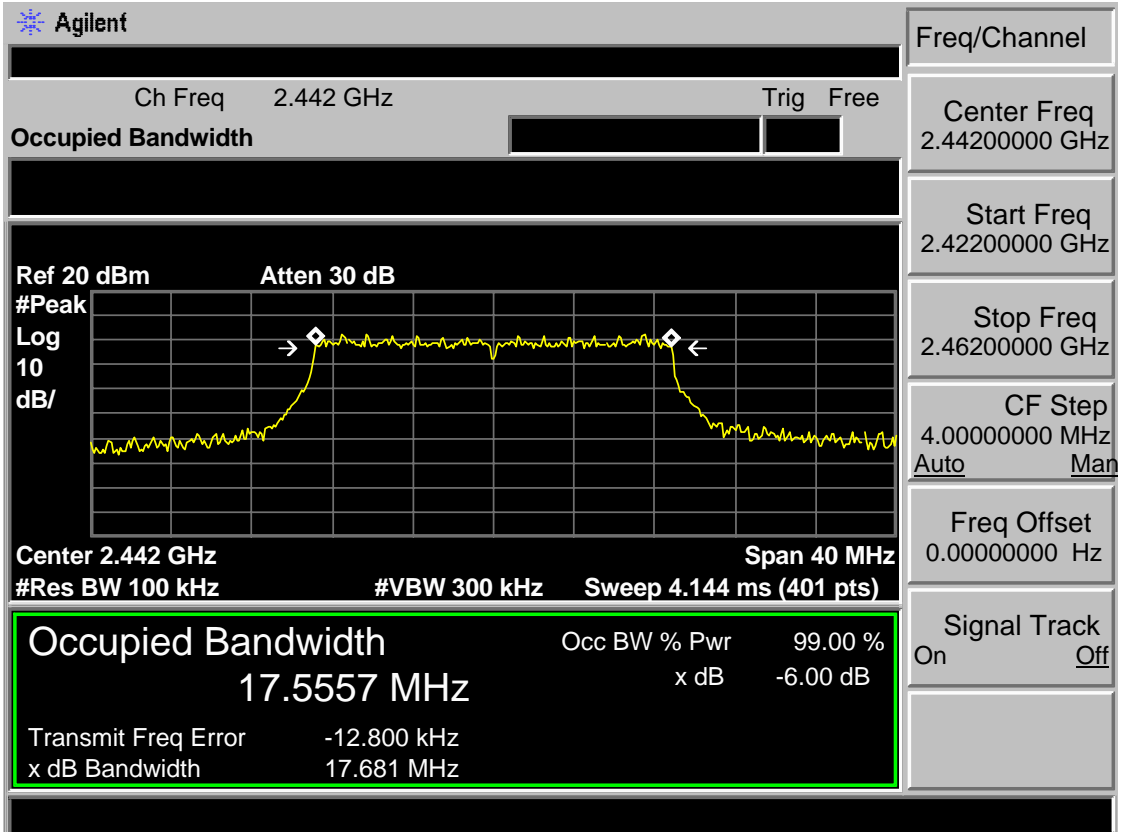 Agilent
Freq/Channel
Ch Freq 2.442 GHz Trig Free
Occupied Bandwidth
Center Freq
2.44200000 GHz
Start Freq
2.42200000 GHz
Stop Freq
2.46200000 GHz
CF Step
4.00000000 MHz
Auto Man
Freq Offset
0.00000000 Hz
Signal Track
On Off
Ref 20 dBm Atten 30 dB
#Peak
Log
10
dB/
Center 2.442 GHz Span 40 MHz
#Res BW 100 kHz #VBW 300 kHz Sweep 4.144 ms (401 pts)
Occupied Bandwidth Occ BW % Pwr 99.00 %
17.5557 MHz x dB -6.00 dB
Transmit Freq Error -12.800 kHz
x dB Bandwidth 17.681 MHz